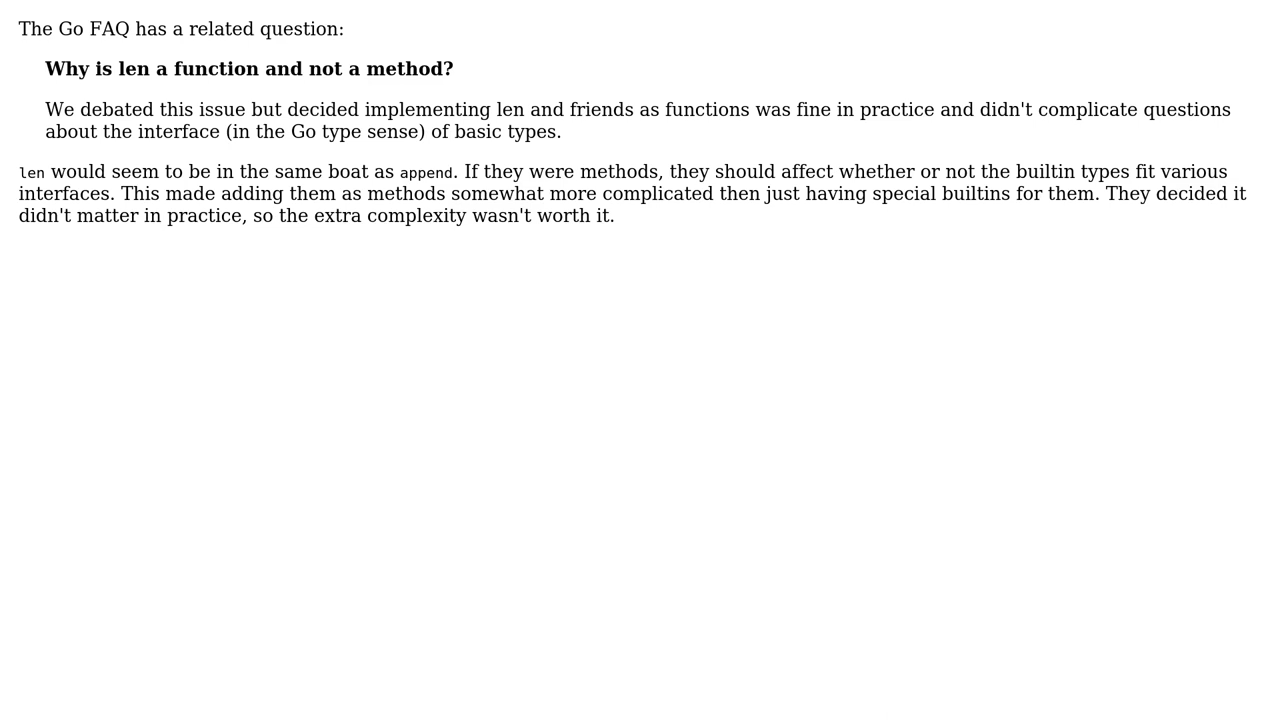 The Go FAQ has a related question:
Why is len a function and not a method?
We debated this issue but decided implementing len and friends as functions was fine in practice and didn't complicate questions
about the interface (in the Go type sense) of basic types.
len would seem to be in the same boat as append. If they were methods, they should affect whether or not the builtin types fit various
interfaces. This made adding them as methods somewhat more complicated then just having special builtins for them. They decided it
didn't matter in practice, so the extra complexity wasn't worth it.